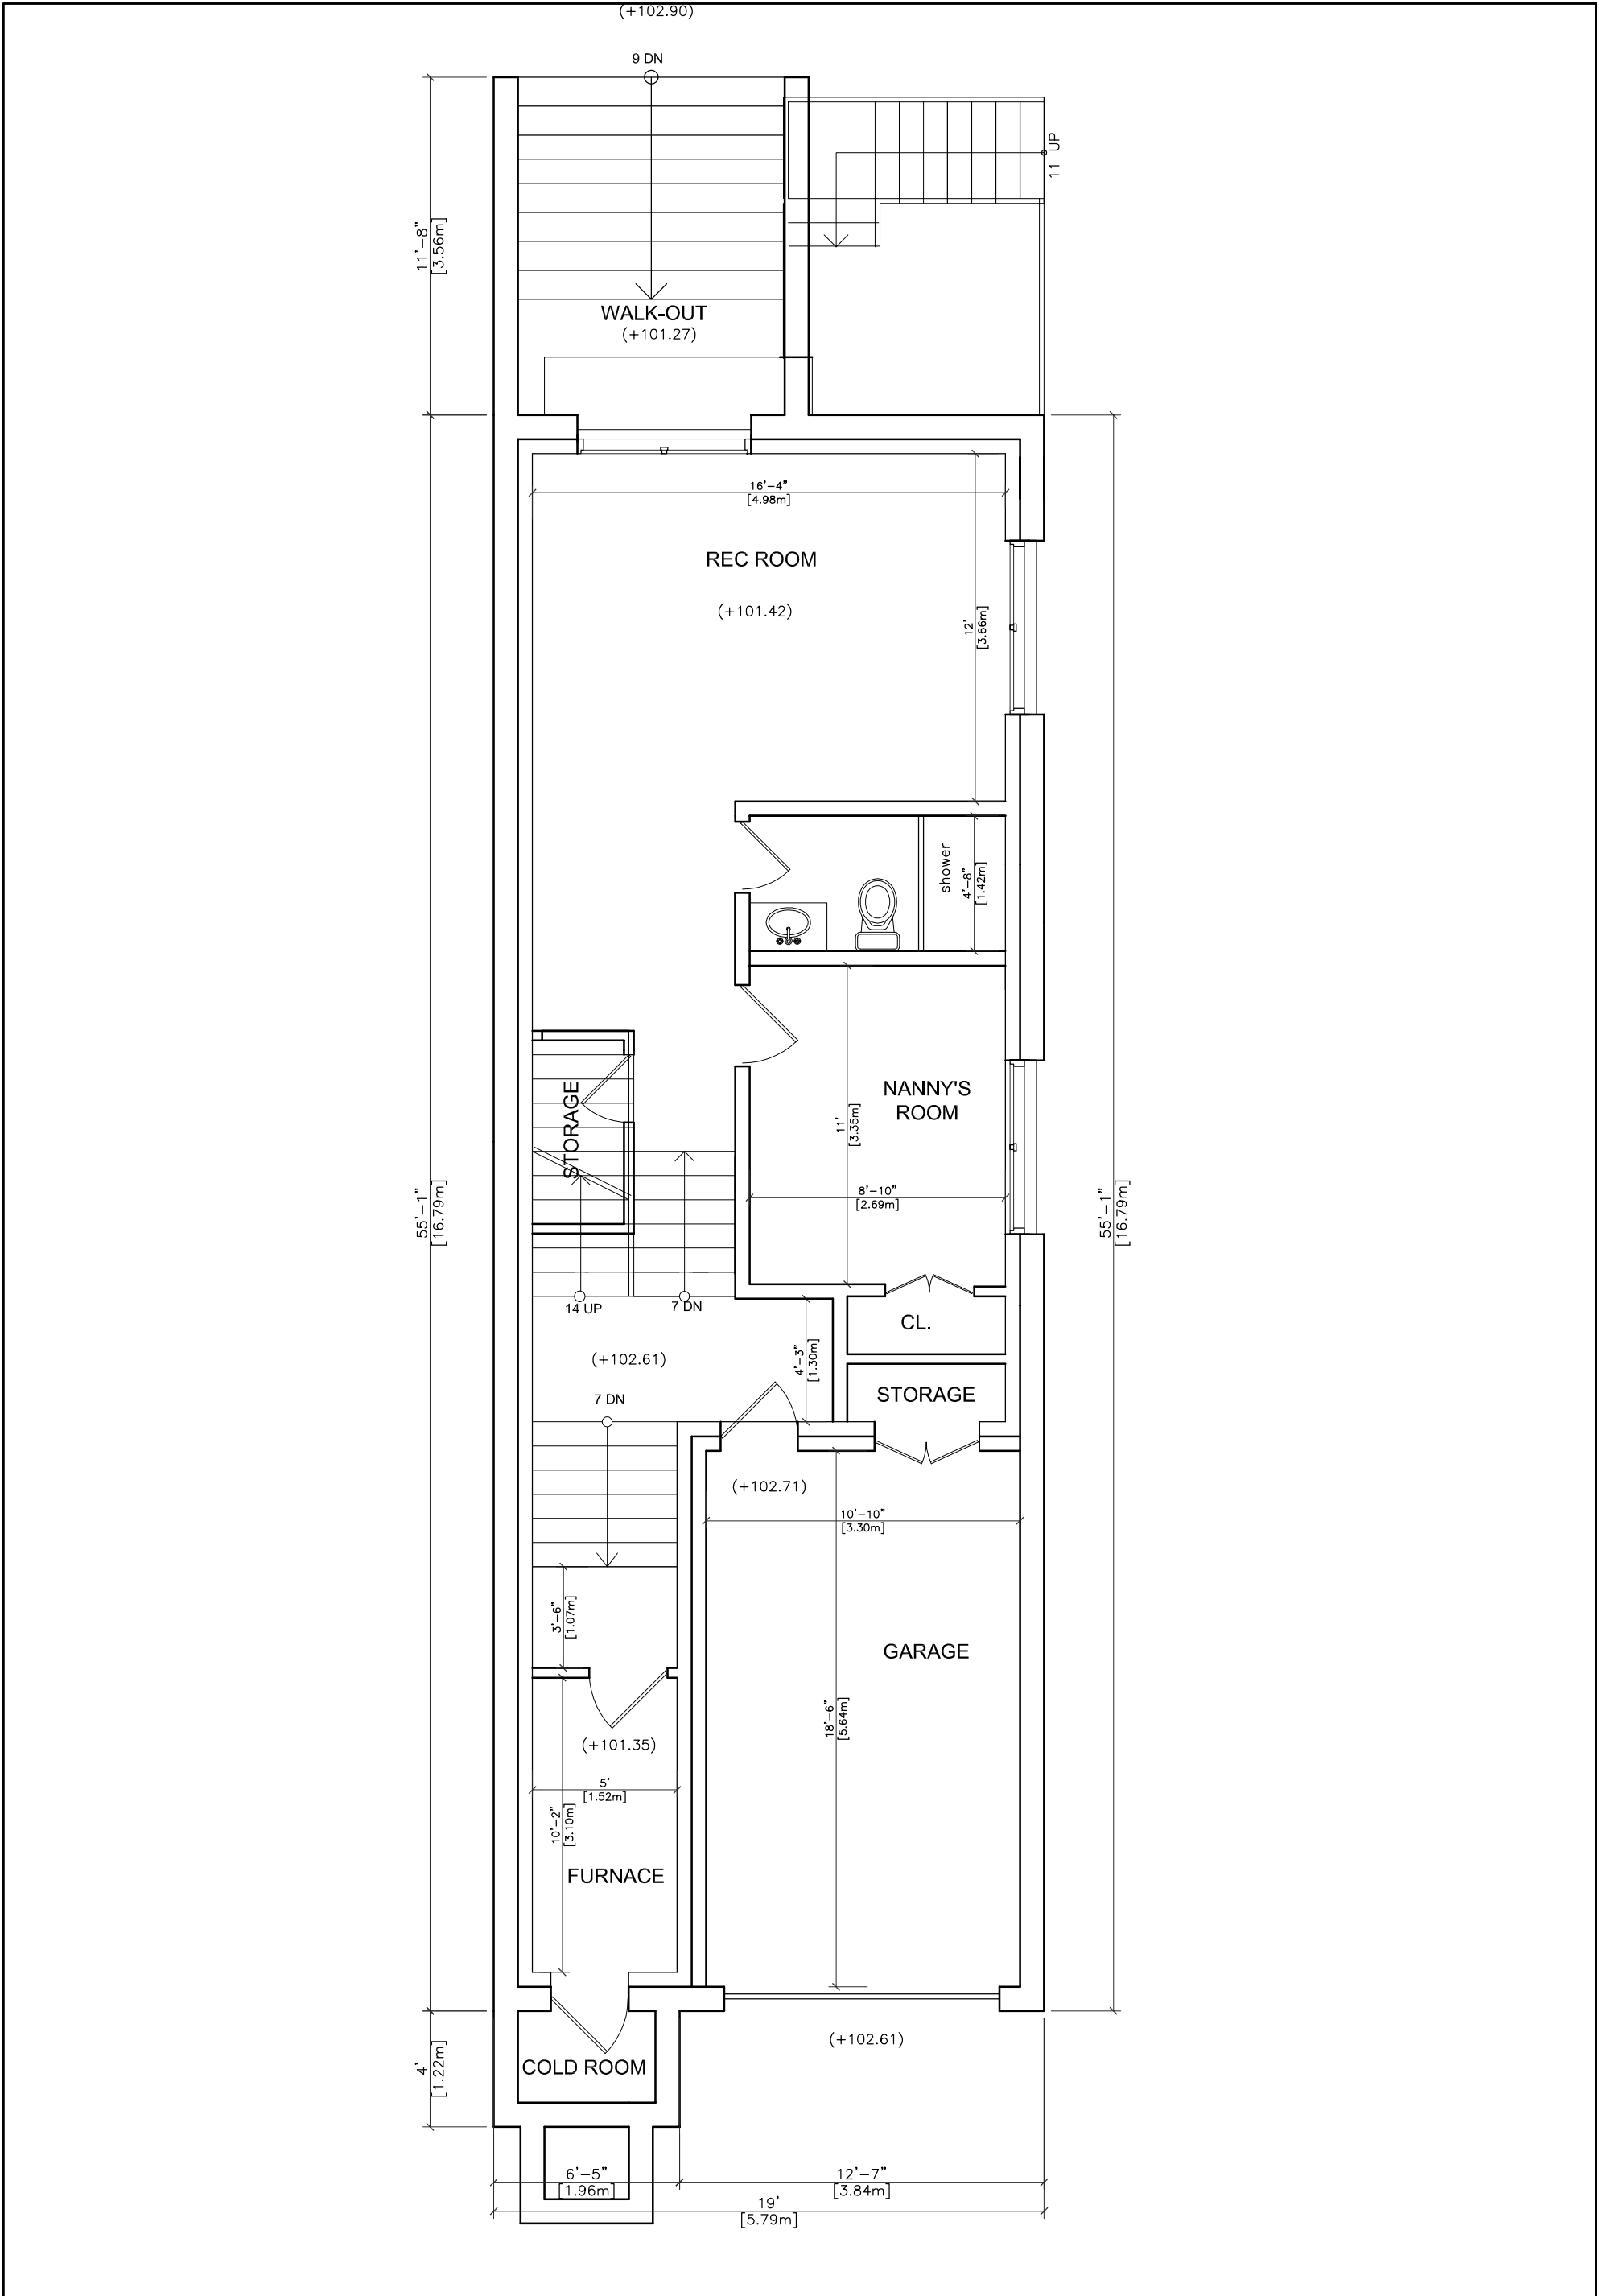 (+102.90)
9 DN
11 UP
11'-8"
[3.56m]
WALK-OUT
(+101.27)
16'-4"
[4.98m]
REC ROOM
(+101.42)
12'
[3.66m]
shower
4'-8"
[1.42m]
STORAGE
NANNY'S
ROOM
11'
[3.35m]
8'-10"
[2.69m]
55'-1"
[16.79m]
55'-1"
[16.79m]
14 UP
7 DN
CL.
(+102.61)
4'-3"
[1.30m]
7 DN
STORAGE
(+102.71)
10'-10"
[3.30m]
3'-6"
[1.07m]
GARAGE
18'-6"
[5.64m]
(+101.35)
5'
[1.52m]
10'-2"
[3.10m]
FURNACE
(+102.61)
COLD ROOM
4'
[1.22m]
6'-5"
[1.96m]
12'-7"
[3.84m]
19'
[5.79m]